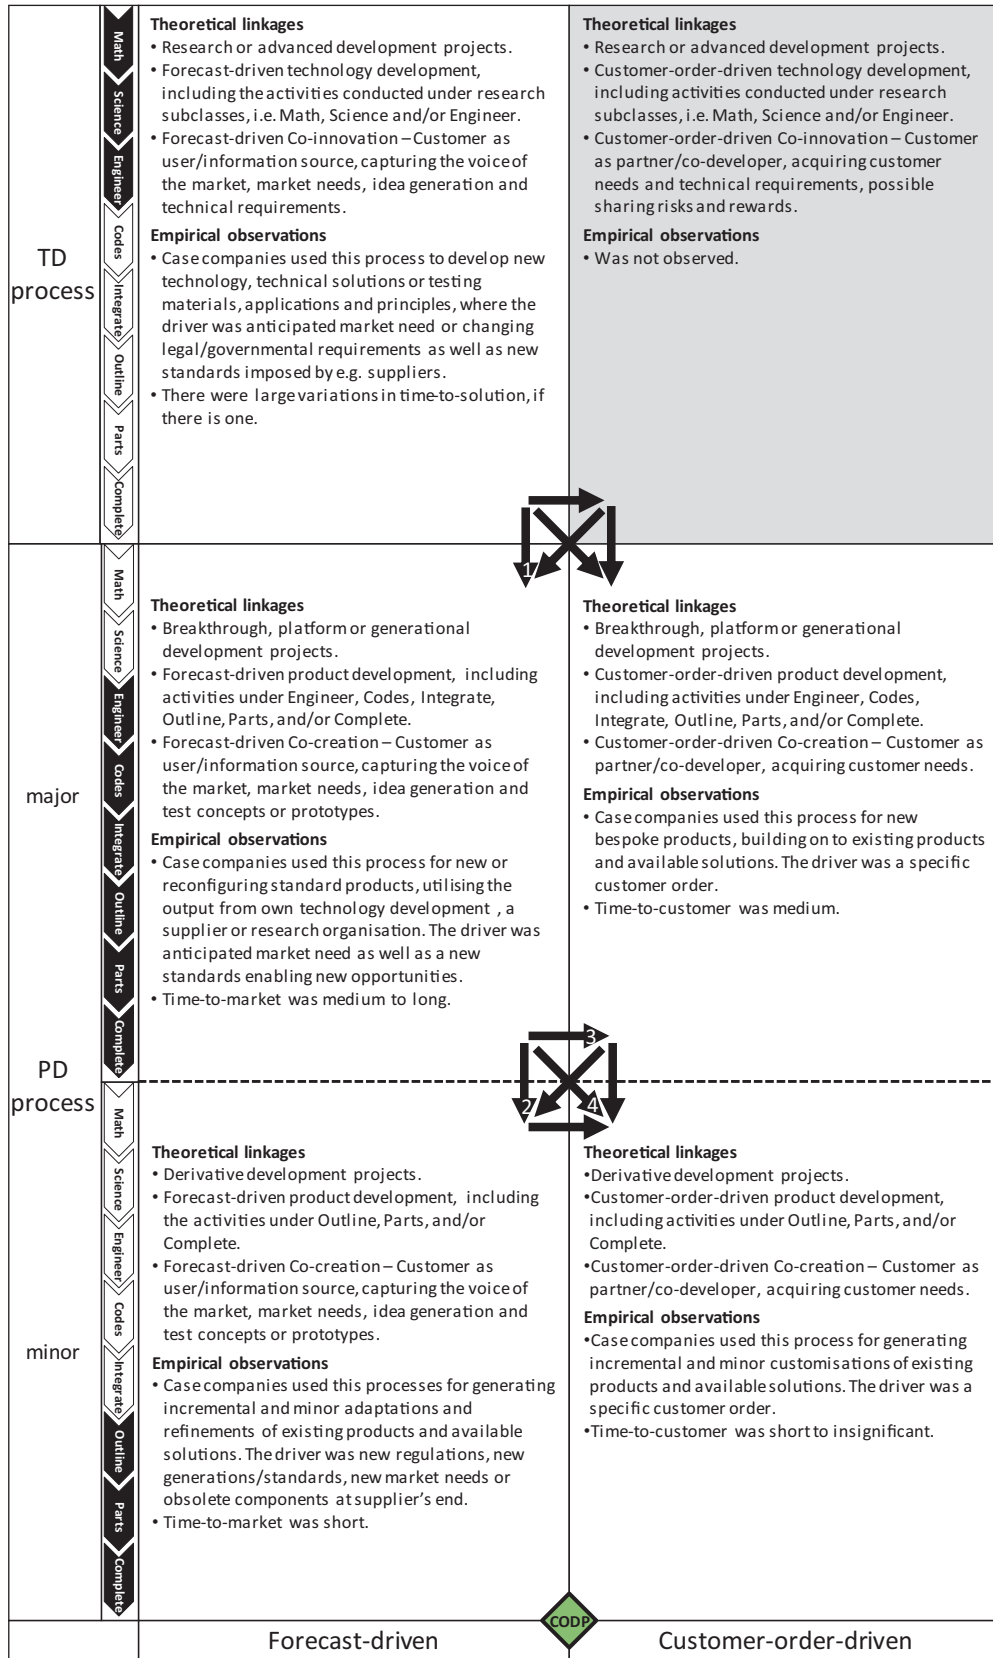 Math
Science
Engineer
Codes
Integrate
Outline
Parts
Complete
TD
process
Theoretical linkages
• Research or advanced development projects.
• Forecast-driven technology development,
including the activities conducted under research
subclasses, i.e. Math, Science and/or Engineer.
• Forecast-driven Co-innovation – Customer as
user/information source, capturing the voice of
the market, market needs, idea generation and
technical requirements.
Empirical observations
• Case companies used this process to develop new
technology, technical solutions or testing
materials, applications and principles, where the
driver was anticipated market need or changing
legal/governmental requirements as well as new
standards imposed by e.g. suppliers.
• There were large variations in time-to-solution, if
there is one.
Theoretical linkages
• Research or advanced development projects.
• Customer-order-driven technology development,
including activities conducted under research
subclasses, i.e. Math, Science and/or Engineer.
• Customer-order-driven Co-innovation – Customer
as partner/co-developer, acquiring customer
needs and technical requirements, possible
sharing risks and rewards.
Empirical observations
• Was not observed.
1
PD
process
major
Math
Science
Engineer
Codes
Integrate
Outline
Parts
Complete
Theoretical linkages
• Breakthrough, platform or generational
development projects.
• Forecast-driven product development, including
activities under Engineer, Codes, Integrate,
Outline, Parts, and/or Complete.
• Forecast-driven Co-creation – Customer as
user/information source, capturing the voice of
the market, market needs, idea generation and
test concepts or prototypes.
Empirical observations
• Case companies used this process for new or
reconfiguring standard products, utilising the
output from own technology development , a
supplier or research organisation. The driver was
anticipated market need as well as a new
standards enabling new opportunities.
• Time-to-market was medium to long.
Theoretical linkages
• Breakthrough, platform or generational
development projects.
• Customer-order-driven product development,
including activities under Engineer, Codes,
Integrate, Outline, Parts, and/or Complete.
• Customer-order-driven Co-creation – Customer as
partner/co-developer, acquiring customer needs.
Empirical observations
• Case companies used this process for new
bespoke products, building on to existing products
and available solutions. The driver was a specific
customer order.
• Time-to-customer was medium.
3
2
4
minor
Math
Science
Engineer
Codes
Integrate
Outline
Parts
Complete
Theoretical linkages
• Derivative development projects.
• Forecast-driven product development, including
the activities under Outline, Parts, and/or
Complete.
• Forecast-driven Co-creation – Customer as
user/information source, capturing the voice of
the market, market needs, idea generation and
test concepts or prototypes.
Empirical observations
• Case companies used this processes for generating
incremental and minor adaptations and
refinements of existing products and available
solutions. The driver was new regulations, new
generations/standards, new market needs or
obsolete components at supplier's end.
• Time-to-market was short.
Theoretical linkages
•Derivative development projects.
•Customer-order-driven product development,
including activities under Outline, Parts, and/or
Complete.
•Customer-order-driven Co-creation – Customer as
partner/co-developer, acquiring customer needs.
Empirical observations
•Case companies used this process for generating
incremental and minor customisations of existing
products and available solutions. The driver was a
specific customer order.
•Time-to-customer was short to insignificant.
CODP
Forecast-driven
Customer-order-driven